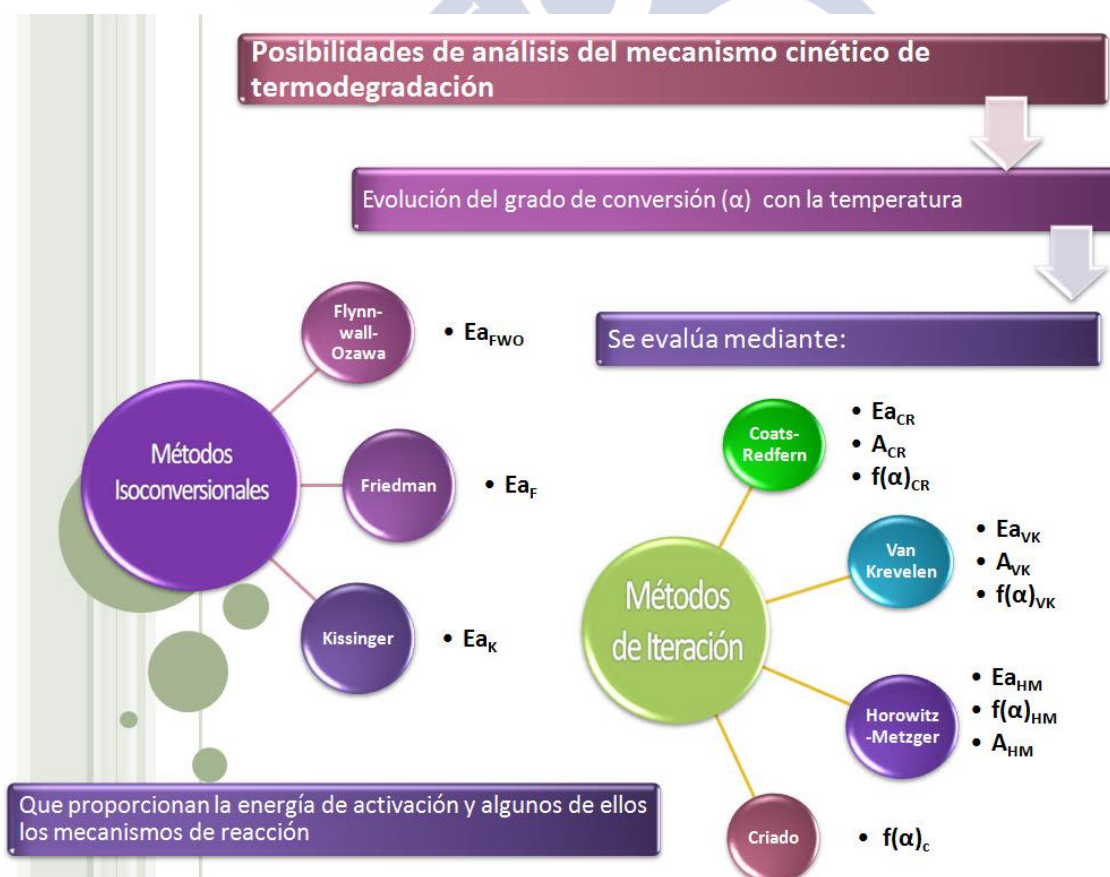 Posibilidades de análisis del mecanismo cinético de
termodegradación
Evolución del grado de conversión (α) con la temperatura
Se evalúa mediante:
Métodos
Isoconversionales
Flynn-
wall-
Ozawa
• Ea_FWO
Friedman
• Ea_F
Kissinger
• Ea_K
Métodos
de Iteración
Coats-
Redfern
• Ea_CR
• A_CR
• f(α)_CR
Van
Krevelen
• Ea_VK
• A_VK
• f(α)_VK
Horowitz
-Metzger
• Ea_HM
• f(α)_HM
• A_HM
Criado
• f(α)_c
Que proporcionan la energía de activación y algunos de ellos
los mecanismos de reacción